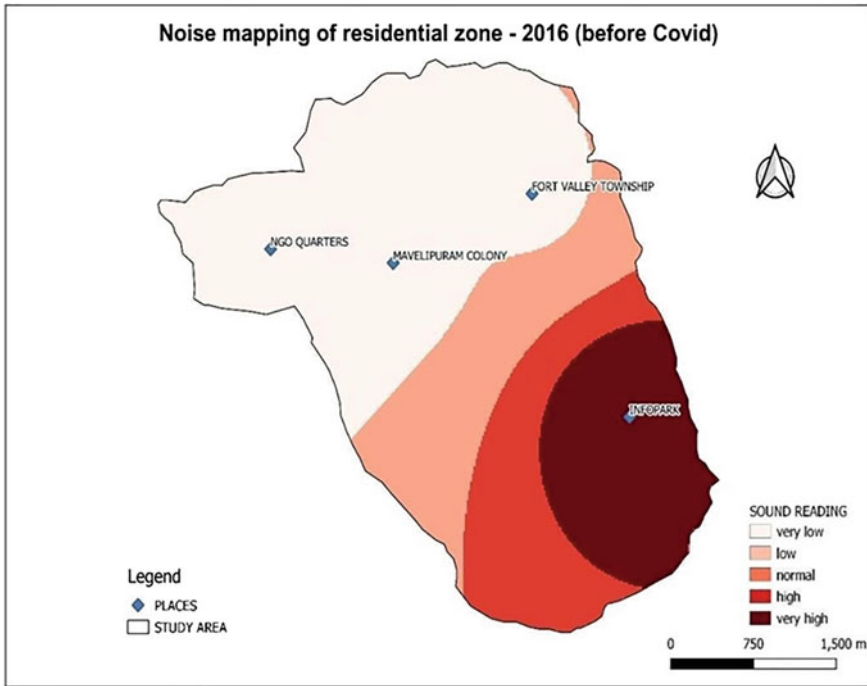 Noise mapping of residential zone - 2016 (before Covid)
FORT VALLEY TOWNSHIP
NGO QUARTERS
MAVELIPURAM COLONY
INFOPARK
SOUND READING
very low
low
normal
high
very high
Legend
PLACES
STUDY AREA
0 750 1,500 m